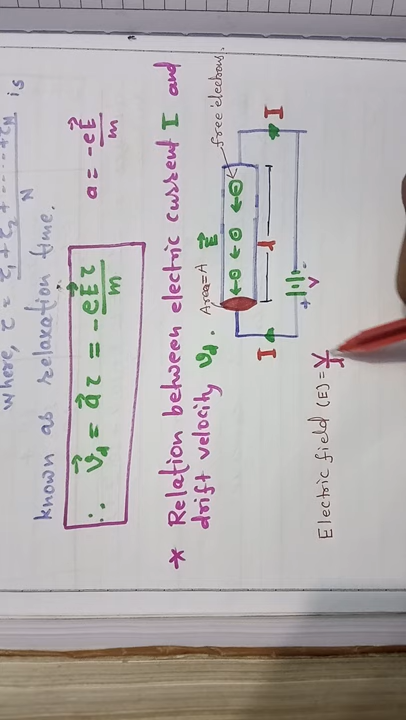 where, τ = τ₁ + τ₂ + ..... + τ_N / N is
known as relaxation time.
∴ v⃗d = a⃗τ = -eE⃗τ/m
a = -eE⃗/m
* Relation between electric current I and
drift velocity vd.
Area=A
E⃗
free electrons.
I
l
I
+
V
Electric field (E) = V/l